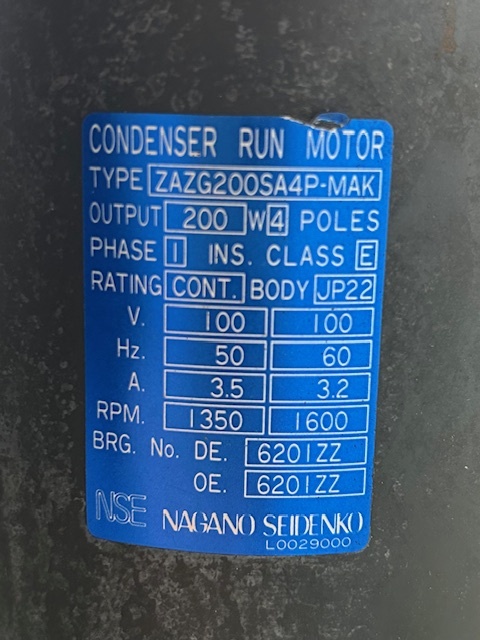 CONDENSER RUN MOTOR
TYPE ZAZG200SA4P-MAK
OUTPUT 200 W 4 POLES
PHASE 1 INS. CLASS E
RATING CONT. BODY JP22
V. 100 100
Hz. 50 60
A. 3.5 3.2
RPM. 1350 1600
BRG. No. DE. 6201ZZ
OE. 6201ZZ
NSE NAGANO SEIDENKO
L0029000